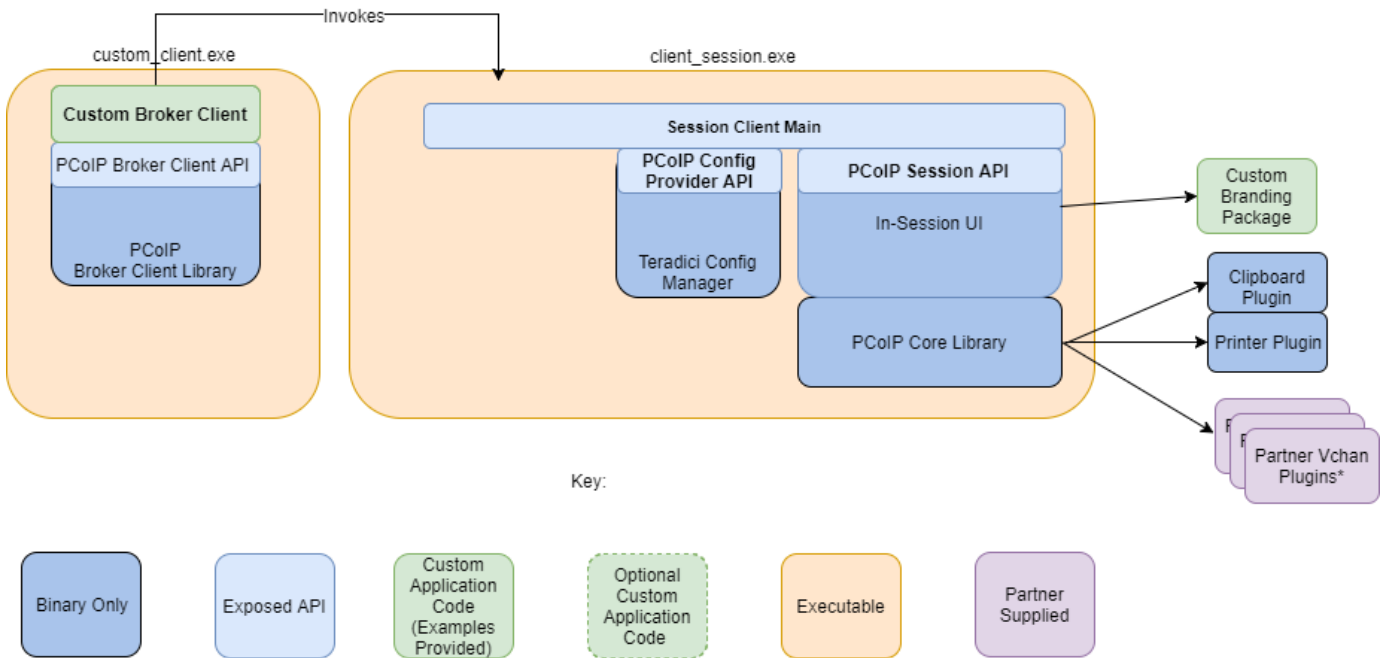 Invokes
custom_client.exe
client_session.exe
Custom Broker Client
PCoIP Broker Client API
PCoIP
Broker Client Library
Session Client Main
PCoIP Config
Provider API
Teradici Config
Manager
PCoIP Session API
In-Session UI
PCoIP Core Library
Custom
Branding
Package
Clipboard
Plugin
Printer Plugin
Partner Vchan
Plugins*
Key:
Binary Only
Exposed API
Custom
Application
Code
(Examples
Provided)
Optional
Custom
Application
Code
Executable
Partner
Supplied